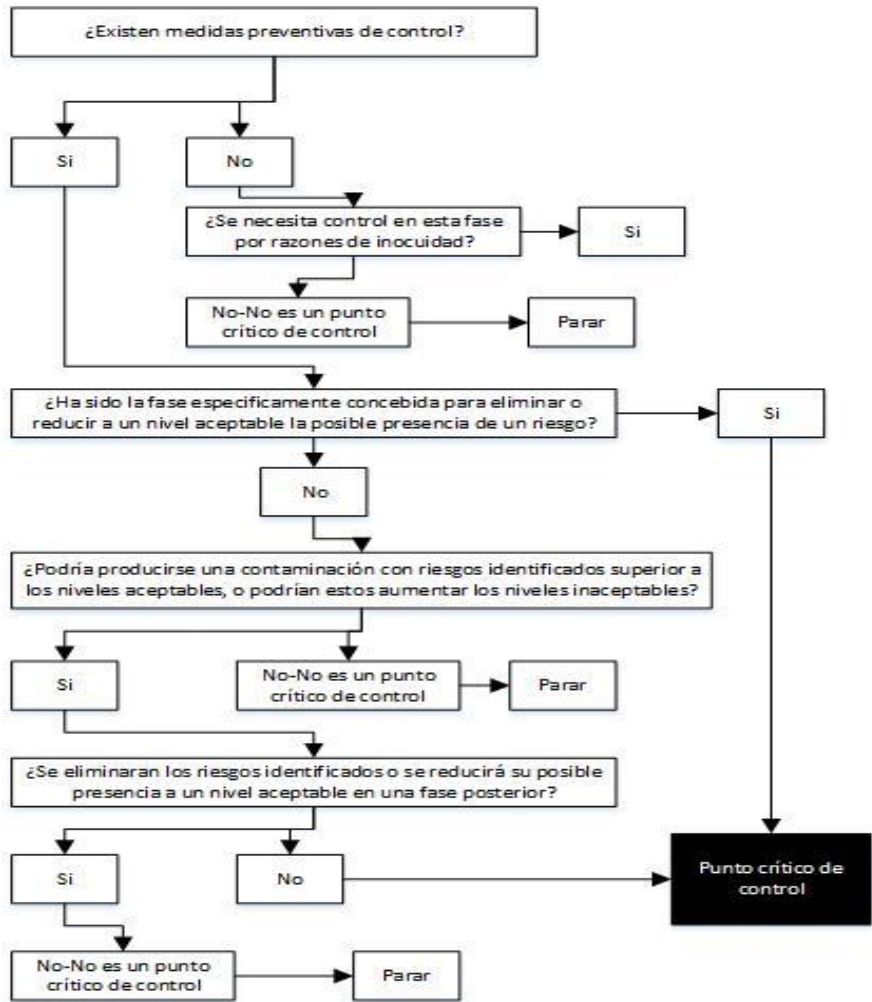 ¿Existen medidas preventivas de control?
Si
No
¿Se necesita control en esta fase
por razones de inocuidad?
Si
No-No es un punto
crítico de control
Parar
¿Ha sido la fase especificamente concebida para eliminar o
reducir a un nivel aceptable la posible presencia de un riesgo?
Si
No
¿Podría producirse una contaminación con riesgos identificados superior a
los niveles aceptables, o podrían estos aumentar los niveles inaceptables?
Si
No-No es un punto
crítico de control
Parar
¿Se eliminaran los riesgos identificados o se reducirá su posible
presencia a un nivel aceptable en una fase posterior?
Si
No
Punto crítico de
control
No-No es un punto
crítico de control
Parar